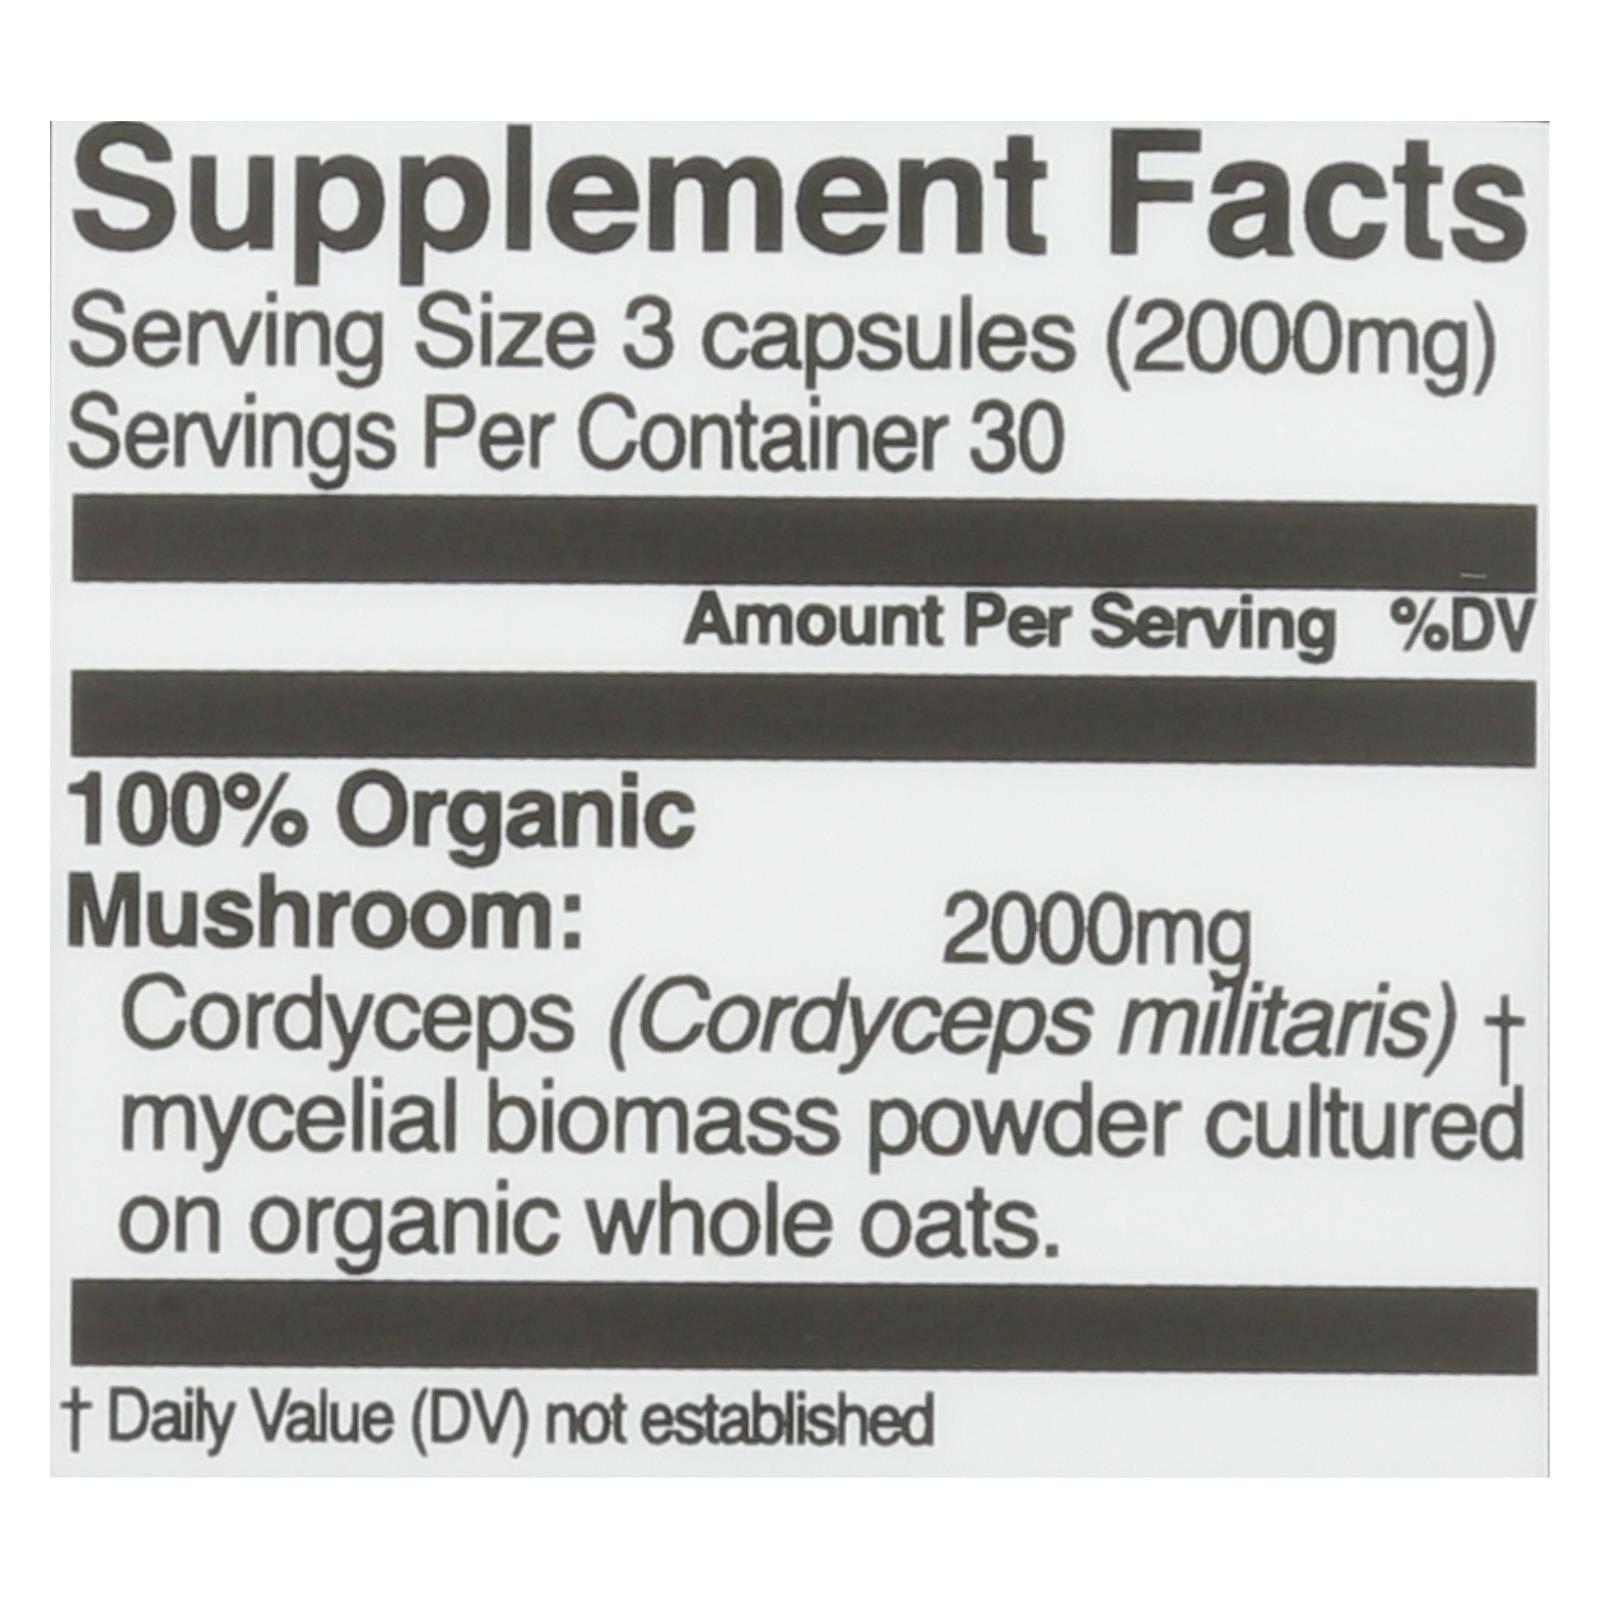 Supplement Facts
Serving Size 3 capsules (2000mg)
Servings Per Container 30
Amount Per Serving %DV
100% Organic
Mushroom: 2000mg
Cordyceps (Cordyceps militaris) †
mycelial biomass powder cultured
on organic whole oats.
† Daily Value (DV) not established